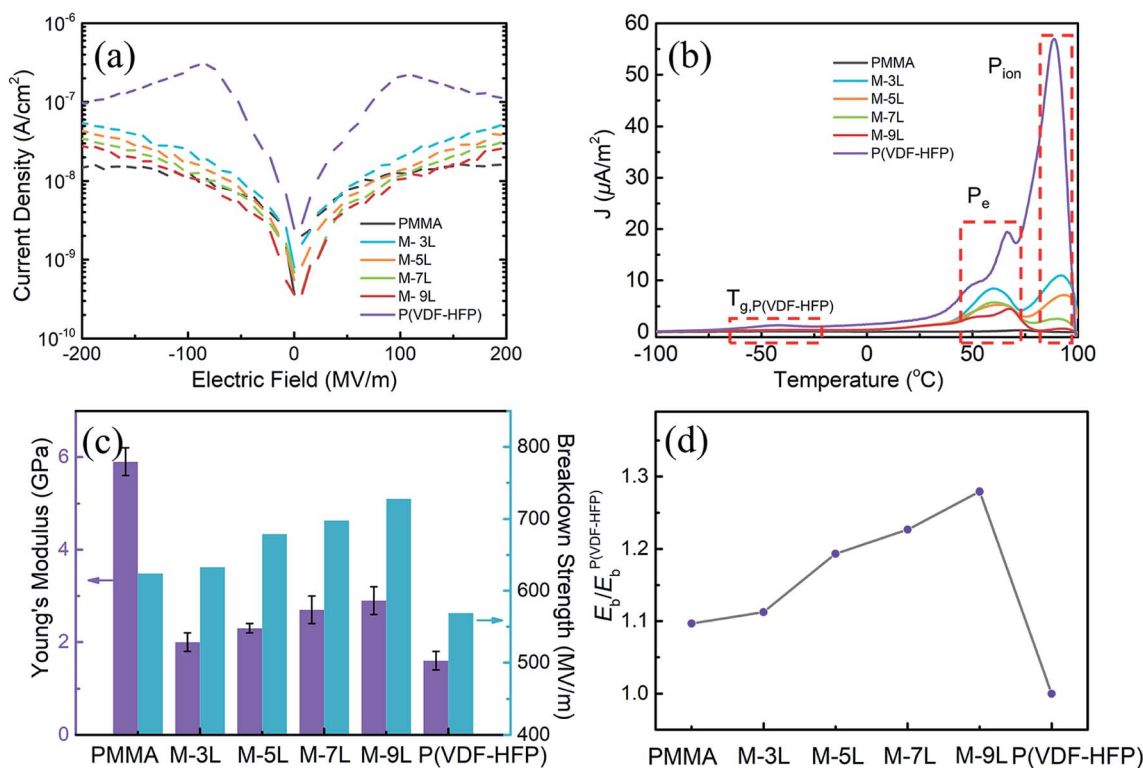 (a)
Current Density (A/cm²)
10⁻⁶
10⁻⁷
10⁻⁸
10⁻⁹
10⁻¹⁰
PMMA
M- 3L
M-5L
M-7L
M- 9L
P(VDF-HFP)
-200 -100 0 100 200
Electric Field (MV/m)
(b)
J (µA/m²)
60
50
40
30
20
10
0
PMMA
M-3L
M-5L
M-7L
M-9L
P(VDF-HFP)
P_ion
P_e
T_g,P(VDF-HFP)
-100 -50 0 50 100
Temperature (°C)
(c)
Young's Modulus (GPa)
6
4
2
0
Breakdown Strength (MV/m)
800
700
600
500
400
PMMA M-3L M-5L M-7L M-9L P(VDF-HFP)
(d)
E_b/E_b^P(VDF-HFP)
1.3
1.2
1.1
1.0
PMMA M-3L M-5L M-7L M-9L P(VDF-HFP)